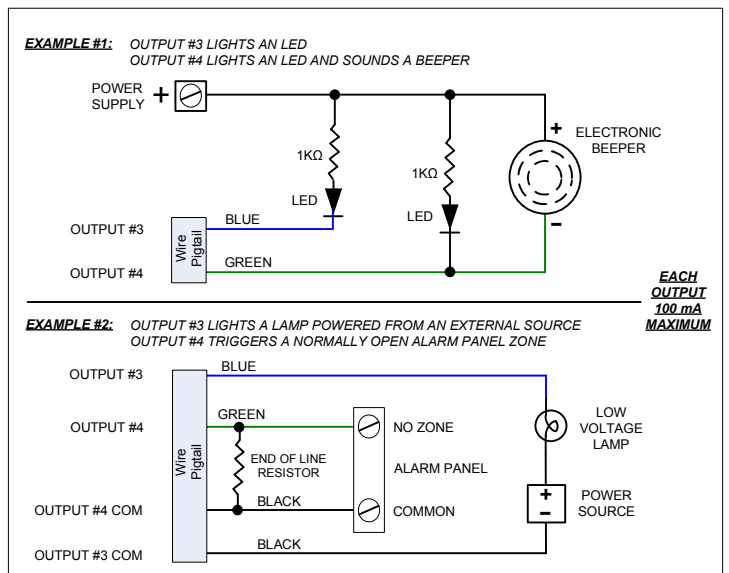 EXAMPLE #1: OUTPUT #3 LIGHTS AN LED
OUTPUT #4 LIGHTS AN LED AND SOUNDS A BEEPER
POWER
SUPPLY
+
+
ELECTRONIC
BEEPER
1KΩ
1KΩ
LED
LED
–
OUTPUT #3
BLUE
Wire
Pigtail
OUTPUT #4
GREEN
EACH
OUTPUT
100 mA
MAXIMUM
EXAMPLE #2: OUTPUT #3 LIGHTS A LAMP POWERED FROM AN EXTERNAL SOURCE
OUTPUT #4 TRIGGERS A NORMALLY OPEN ALARM PANEL ZONE
OUTPUT #3
BLUE
OUTPUT #4
GREEN
NO ZONE
LOW
VOLTAGE
LAMP
Wire
Pigtail
END OF LINE
RESISTOR
ALARM PANEL
OUTPUT #4 COM
BLACK
COMMON
+
–
POWER
SOURCE
OUTPUT #3 COM
BLACK